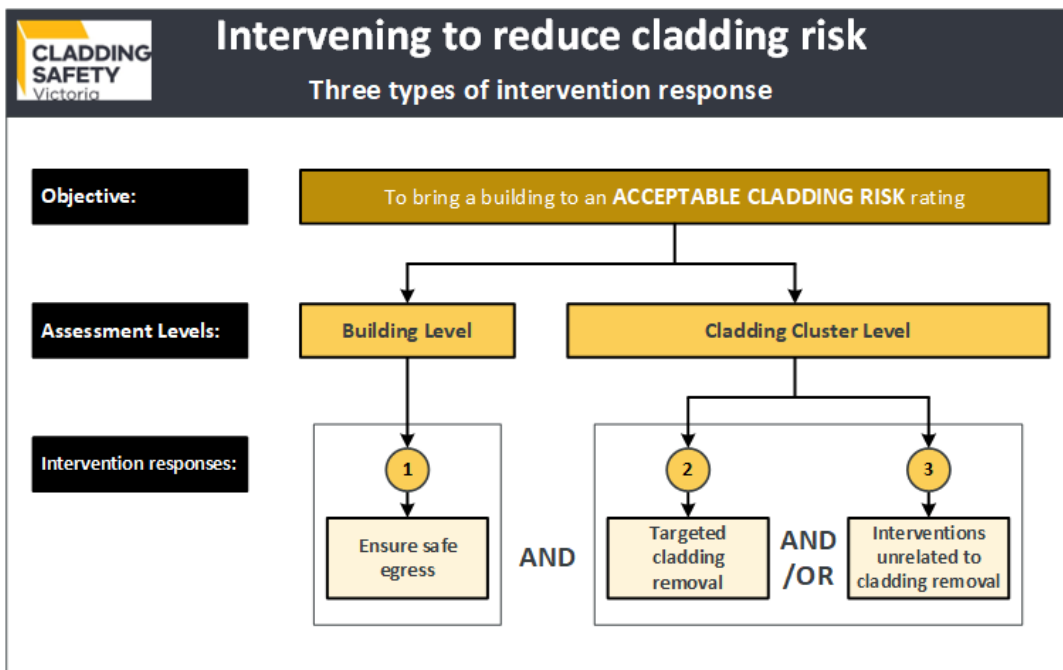 CLADDING
SAFETY
Victoria
Intervening to reduce cladding risk
Three types of intervention response
Objective:
To bring a building to an ACCEPTABLE CLADDING RISK rating
Assessment Levels:
Building Level
Cladding Cluster Level
Intervention responses:
1
2
3
Ensure safe
egress
AND
Targeted
cladding
removal
AND
/OR
Interventions
unrelated to
cladding removal